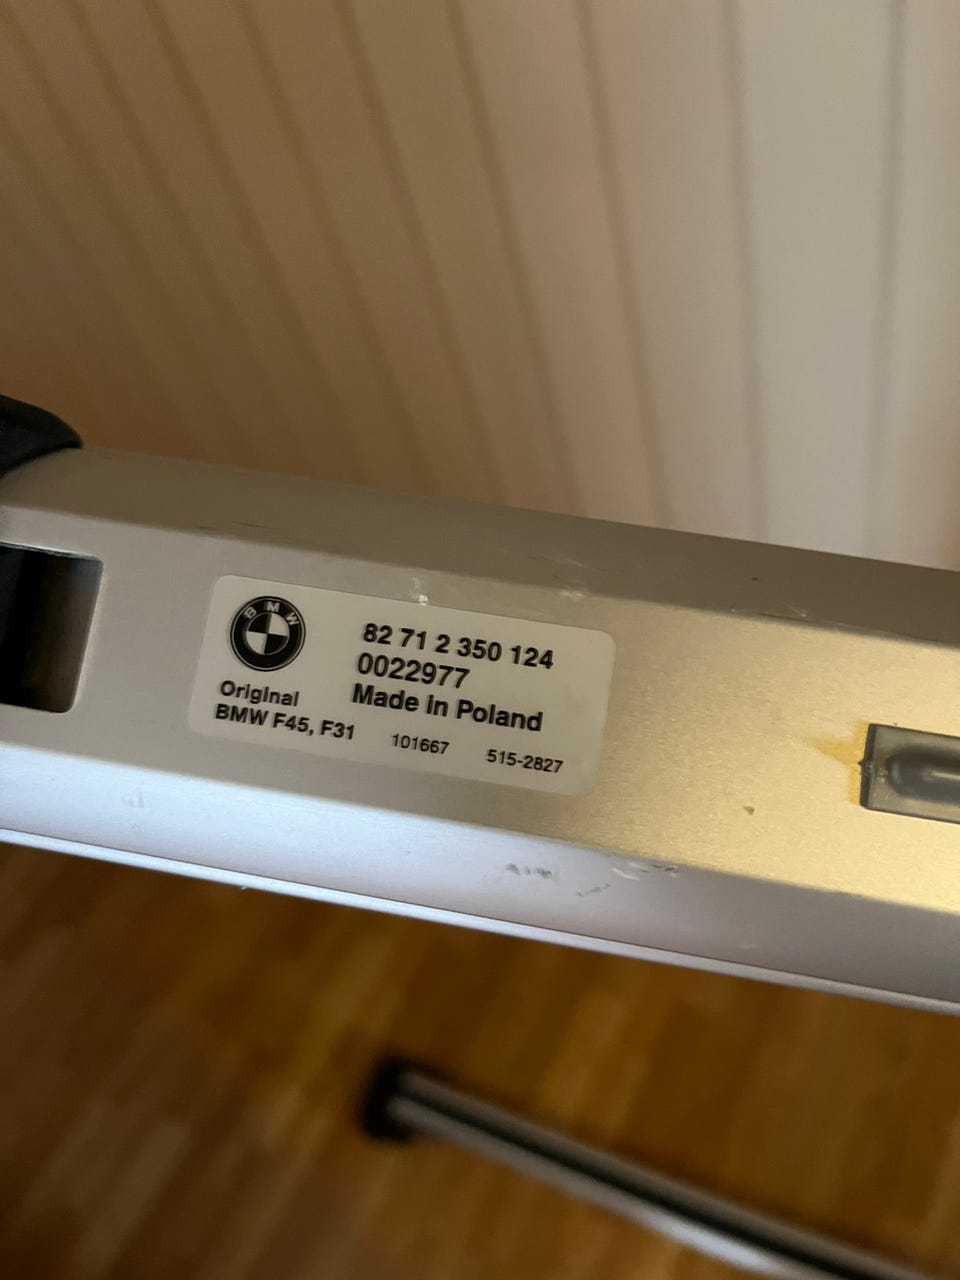 BMW
82 71 2 350 124
0022977
Made in Poland
Original
BMW F45, F31
101667
515-2827